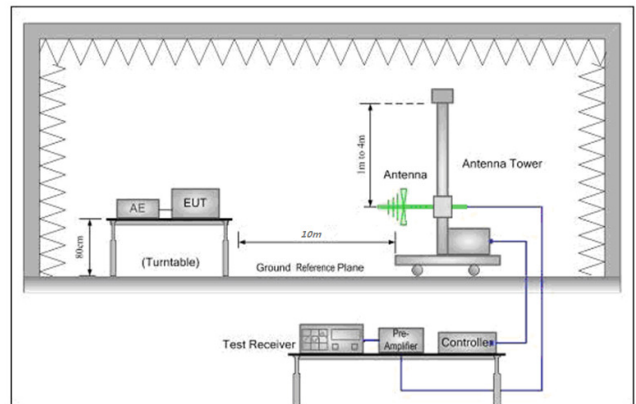 1m to 4m
Antenna
Antenna Tower
AE
EUT
80cm
(Turntable)
10m
Ground Reference Plane
Test Receiver
Pre-
Amplifier
Controller